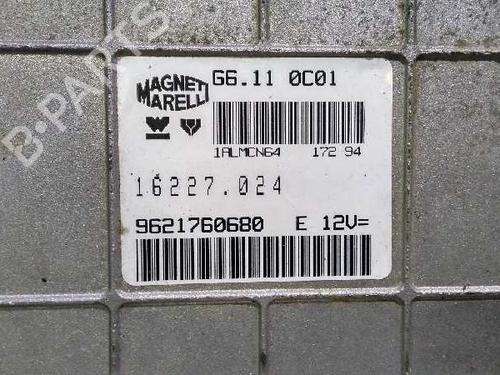 B-PARTS
MAGNETI
MARELLI
G6.11 0C01
1ALMCN64 172 94
16227.024
9621760680 E 12V=